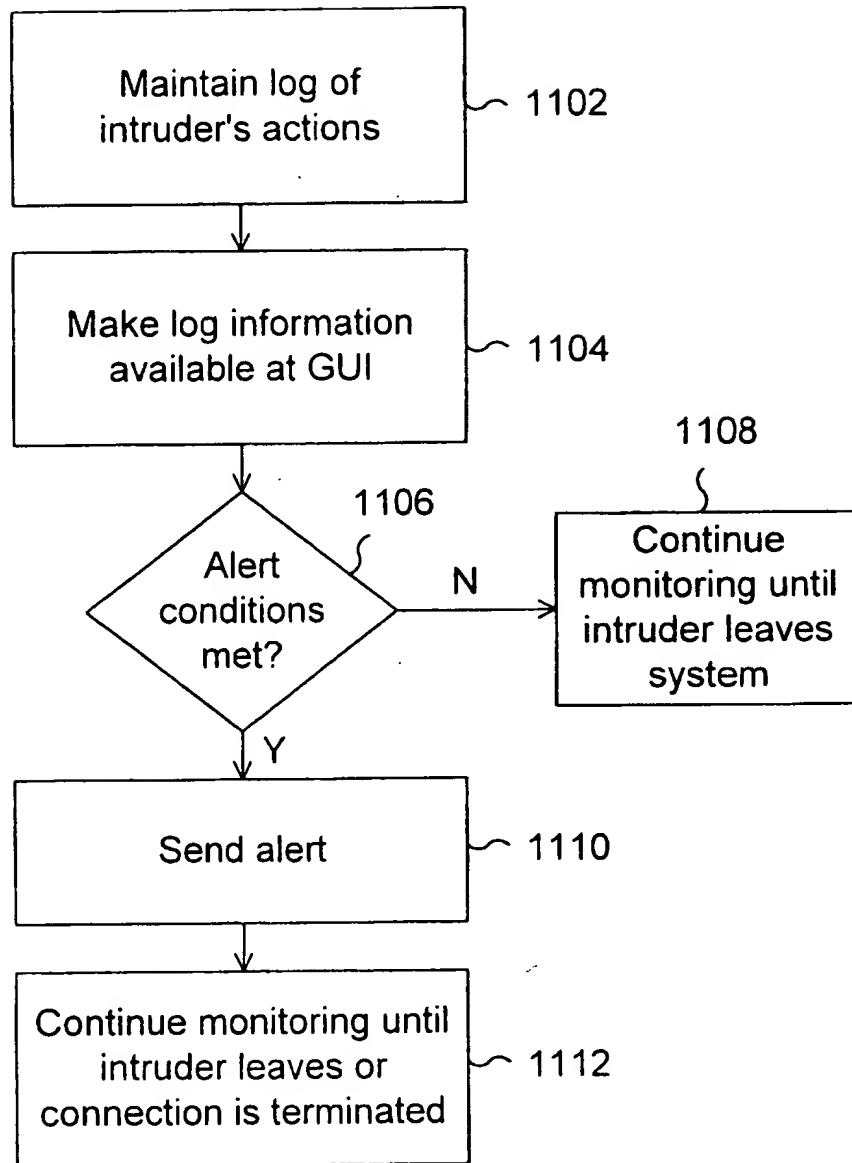 Maintain log of
intruder's actions
1102
Make log information
available at GUI
1104
1106
Alert
conditions
met?
N
1108
Continue
monitoring until
intruder leaves
system
Y
Send alert
1110
Continue monitoring until
intruder leaves or
connection is terminated
1112